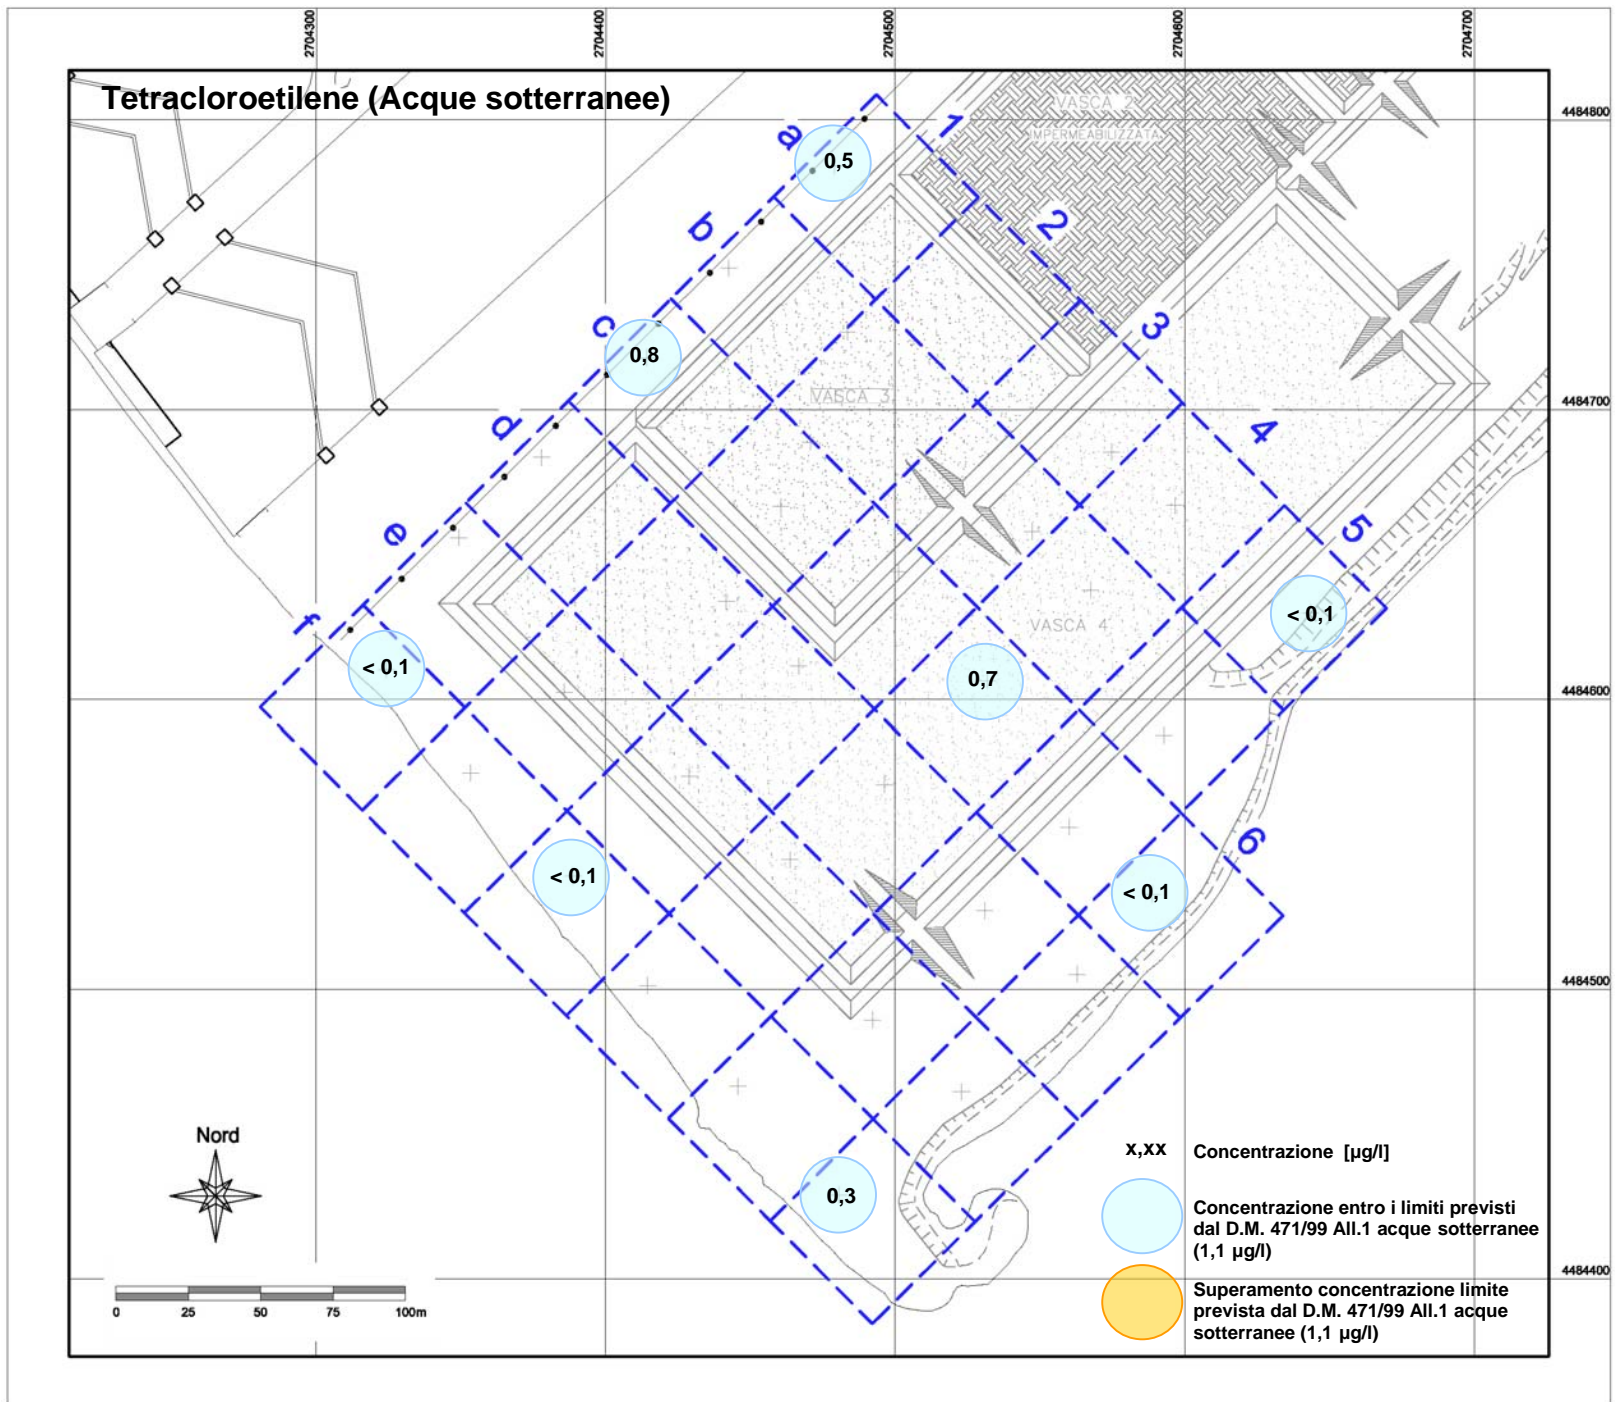 2704300
2704400
2704500
2704600
2704700
Tetracloroetilene (Acque sotterranee)
4484800
4484700
4484600
4484500
4484400
VASCA 2
IMPERMEABILIZZATA
a
1
0,5
b
2
c
3
0,8
VASCA 3
d
4
e
5
f
< 0,1
VASCA 4
< 0,1
0,7
6
< 0,1
< 0,1
0,3
Nord
0 25 50 75 100m
x,xx Concentrazione [µg/l]
Concentrazione entro i limiti previsti
dal D.M. 471/99 All.1 acque sotterranee
(1,1 µg/l)
Superamento concentrazione limite
prevista dal D.M. 471/99 All.1 acque
sotterranee (1,1 µg/l)